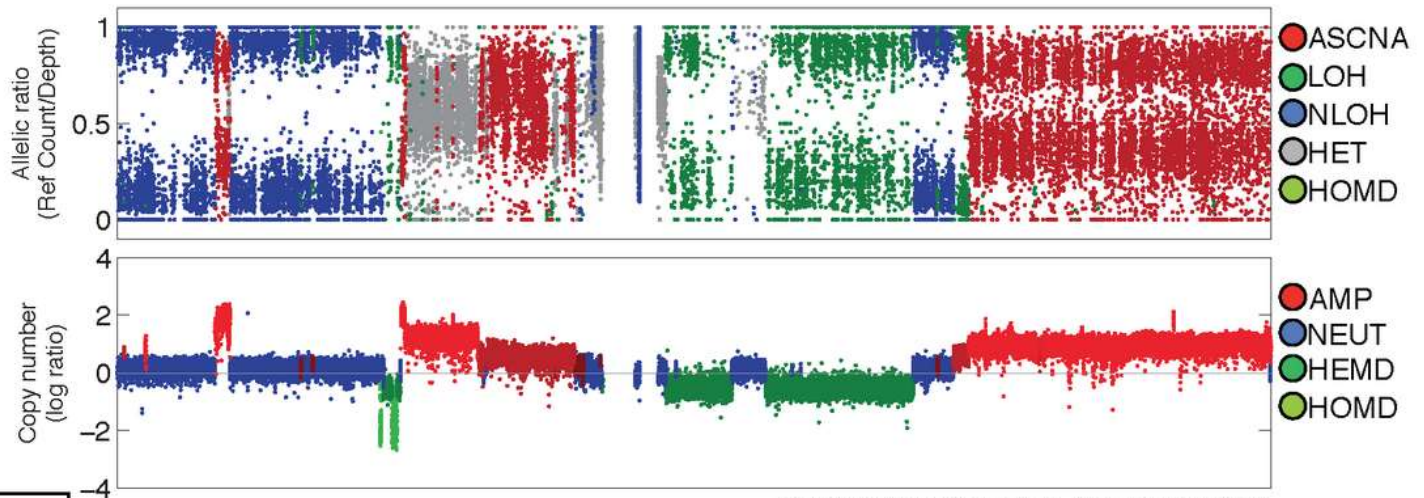 1
0.5
0
Allelic ratio
(Ref Count/Depth)
ASCNA
LOH
NLOH
HET
HOMD
4
2
0
−2
−4
Copy number
(log ratio)
AMP
NEUT
HEMD
HOMD